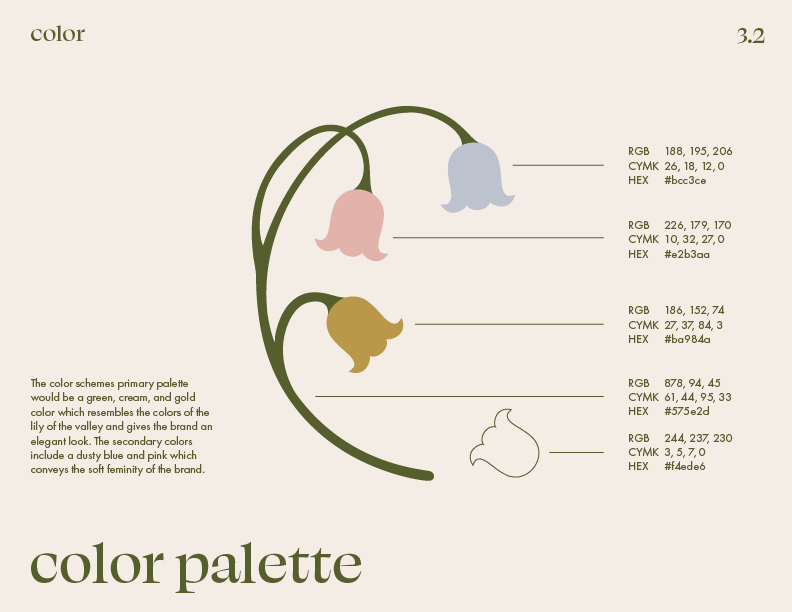 color
3.2
RGB 188, 195, 206
CYMK 26, 18, 12, 0
HEX #bcc3ce
RGB 226, 179, 170
CYMK 10, 32, 27, 0
HEX #e2b3aa
RGB 186, 152, 74
CYMK 27, 37, 84, 3
HEX #ba984a
RGB 878, 94, 45
CYMK 61, 44, 95, 33
HEX #575e2d
RGB 244, 237, 230
CYMK 3, 5, 7, 0
HEX #f4ede6
The color schemes primary palette
would be a green, cream, and gold
color which resembles the colors of the
lily of the valley and gives the brand an
elegant look. The secondary colors
include a dusty blue and pink which
conveys the soft feminity of the brand.
color palette